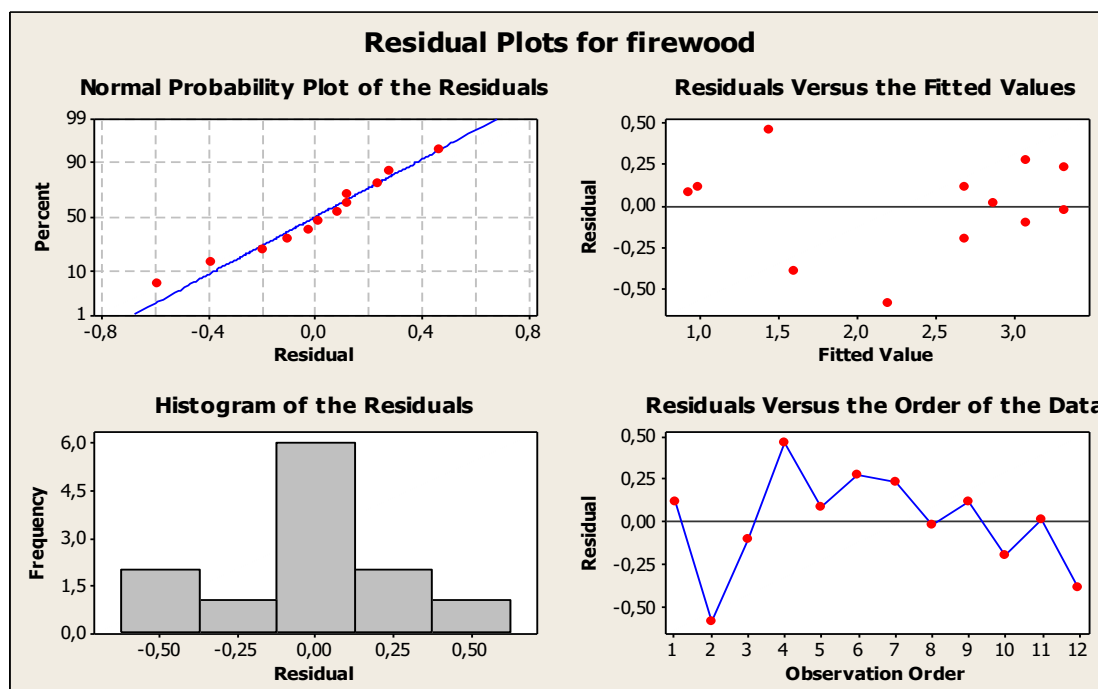 Residual Plots for firewood
Normal Probability Plot of the Residuals
99
90
50
10
1
Percent
-0,8 -0,4 0,0 0,4 0,8
Residual
Residuals Versus the Fitted Values
0,50
0,25
0,00
-0,25
-0,50
Residual
1,0 1,5 2,0 2,5 3,0
Fitted Value
Histogram of the Residuals
6,0
4,5
3,0
1,5
0,0
Frequency
-0,50 -0,25 0,00 0,25 0,50
Residual
Residuals Versus the Order of the Data
0,50
0,25
0,00
-0,25
-0,50
Residual
1 2 3 4 5 6 7 8 9 10 11 12
Observation Order